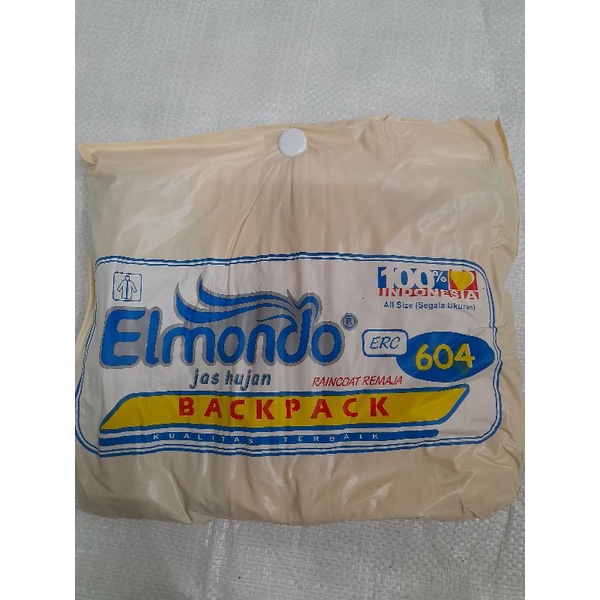 100%
INDONESIA
All Size (Segala Ukuran)
Elmondo®
ERC
604
jas hujan
RAINCOAT REMAJA
BACKPACK
KUALITAS TERBAIK